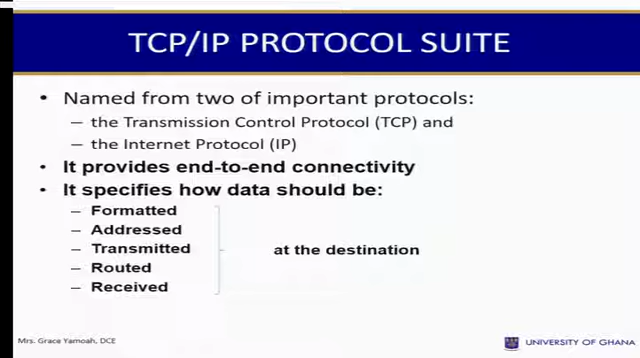 TCP/IP PROTOCOL SUITE
• Named from two of important protocols:
– the Transmission Control Protocol (TCP) and
– the Internet Protocol (IP)
• It provides end-to-end connectivity
• It specifies how data should be:
– Formatted
– Addressed
– Transmitted
– Routed
– Received
at the destination
Mrs. Grace Yamoah, DCE
UNIVERSITY OF GHANA